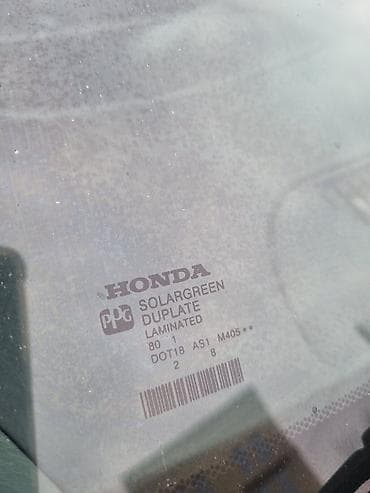 HONDA
PPG
SOLARGREEN
DUPLATE
LAMINATED
80 1
DOT18 AS1 M405**
2 8